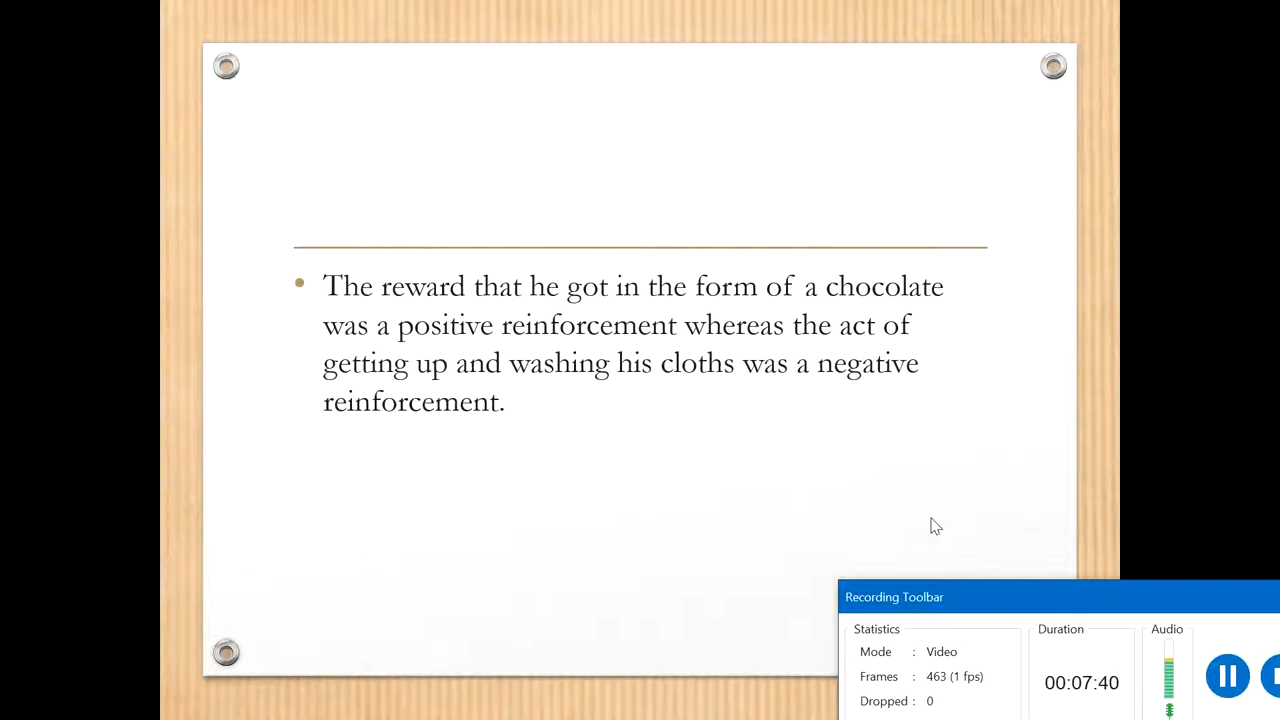 The reward that he got in the form of a chocolate
was a positive reinforcement whereas the act of
getting up and washing his cloths was a negative
reinforcement.
Recording Toolbar
Statistics
Mode : Video
Frames : 463 (1 fps)
Dropped : 0
Duration
00:07:40
Audio